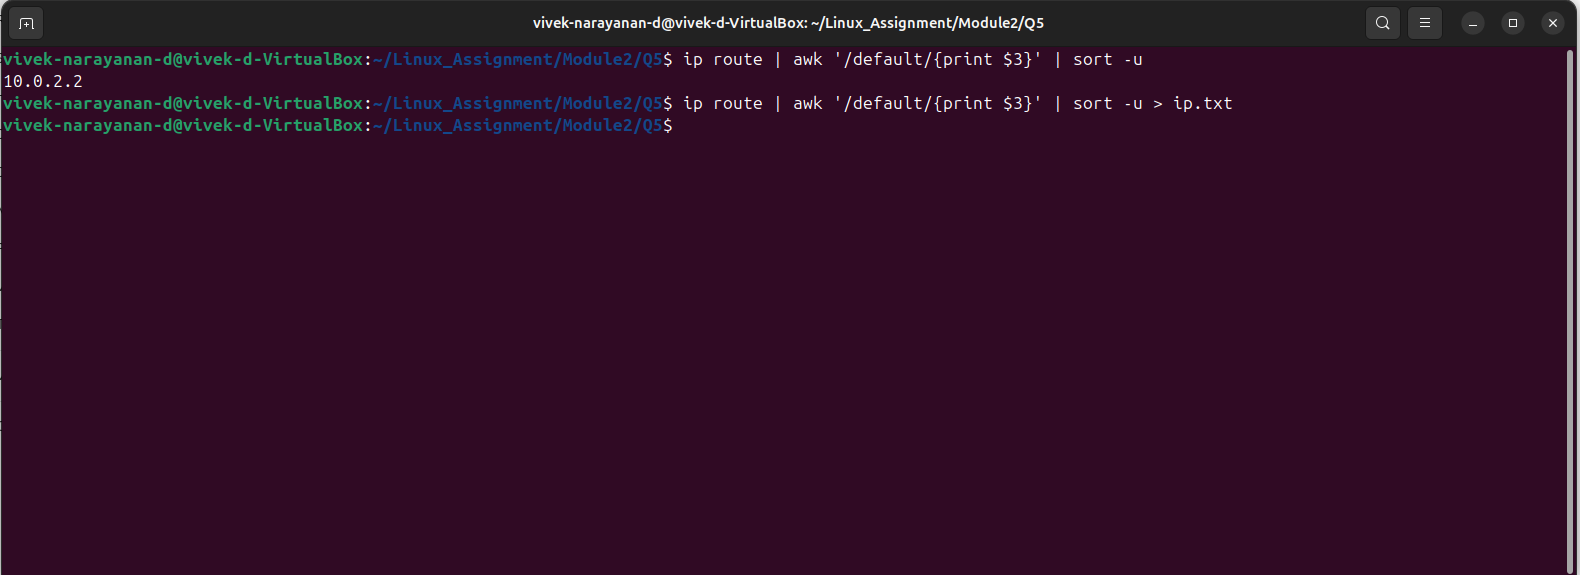 vivek-narayanan-d@vivek-d-VirtualBox: ~/Linux_Assignment/Module2/Q5
vivek-narayanan-d@vivek-d-VirtualBox:~/Linux_Assignment/Module2/Q5$ ip route | awk '/default/{print $3}' | sort -u
10.0.2.2
vivek-narayanan-d@vivek-d-VirtualBox:~/Linux_Assignment/Module2/Q5$ ip route | awk '/default/{print $3}' | sort -u > ip.txt
vivek-narayanan-d@vivek-d-VirtualBox:~/Linux_Assignment/Module2/Q5$